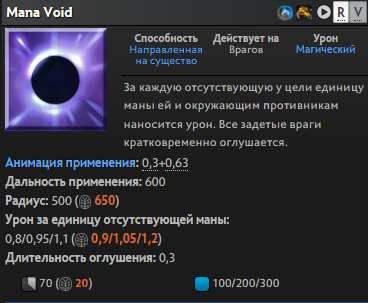 Mana Void
R V
Способность
Направленная
на существо
Действует на
Врагов
Урон
Магический
За каждую отсутствующую у цели единицу
маны ей и окружающим противникам
наносится урон. Все задетые враги
кратковременно оглушается.
Анимация применения: 0,3+0,63
Дальность применения: 600
Радиус: 500 (650)
Урон за единицу отсутствующей маны:
0,8/0,95/1,1 (0,9/1,05/1,2)
Длительность оглушения: 0,3
70 (20) 100/200/300